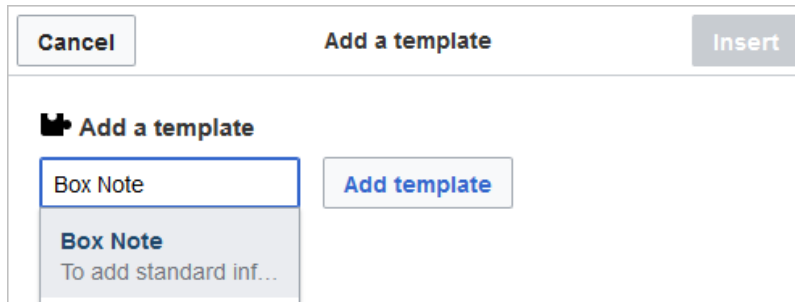 Cancel Add a template Insert
Add a template
Box Note Add template
Box Note
To add standard inf...